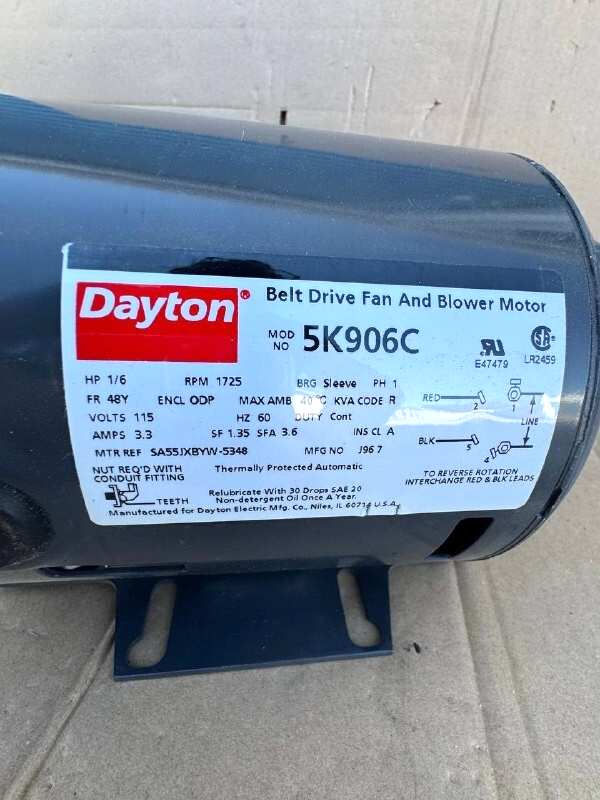 Dayton® Belt Drive Fan And Blower Motor
MOD NO 5K906C
E47479 LR2459
HP 1/6 RPM 1725 BRG Sleeve PH 1
FR 48Y ENCL ODP MAX AMB 40°C KVA CODE R
VOLTS 115 HZ 60 DUTY Cont
AMPS 3.3 SF 1.35 SFA 3.6 INS CL A
MTR REF SA55JXBYW-5348 MFG NO J96 7
NUT REQ'D WITH CONDUIT FITTING
Thermally Protected Automatic
TEETH
Relubricate With 30 Drops SAE 20
Non-detergent Oil Once A Year.
Manufactured for Dayton Electric Mfg. Co., Niles, IL 60714 U.S.A.
RED 2 1
LINE
BLK 5 4
TO REVERSE ROTATION
INTERCHANGE RED & BLK LEADS